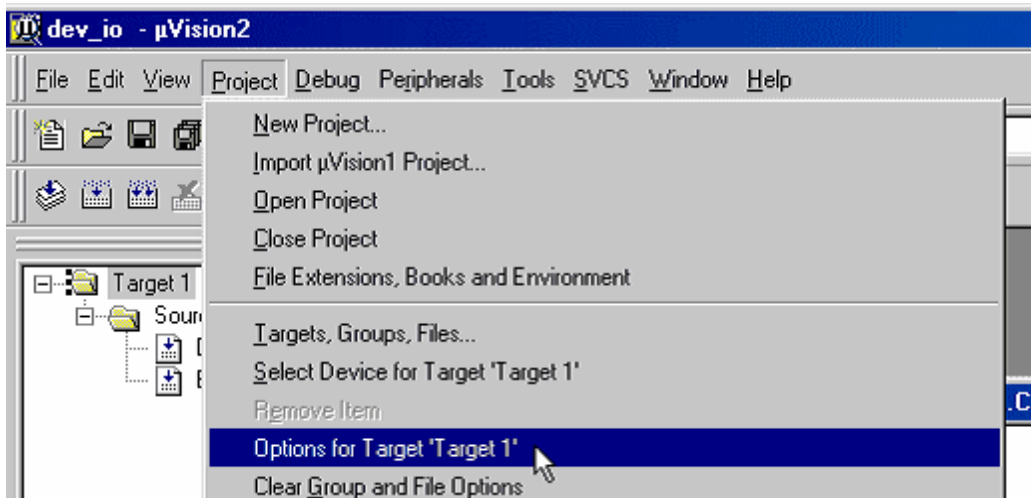 dev_io - µVision2
File Edit View Project Debug Peripherals Tools SVCS Window Help
New Project...
Import µVision1 Project...
Open Project
Close Project
File Extensions, Books and Environment
Target 1
Sour
Targets, Groups, Files...
Select Device for Target 'Target 1'
Remove Item
.C
Options for Target 'Target 1'
Clear Group and File Options